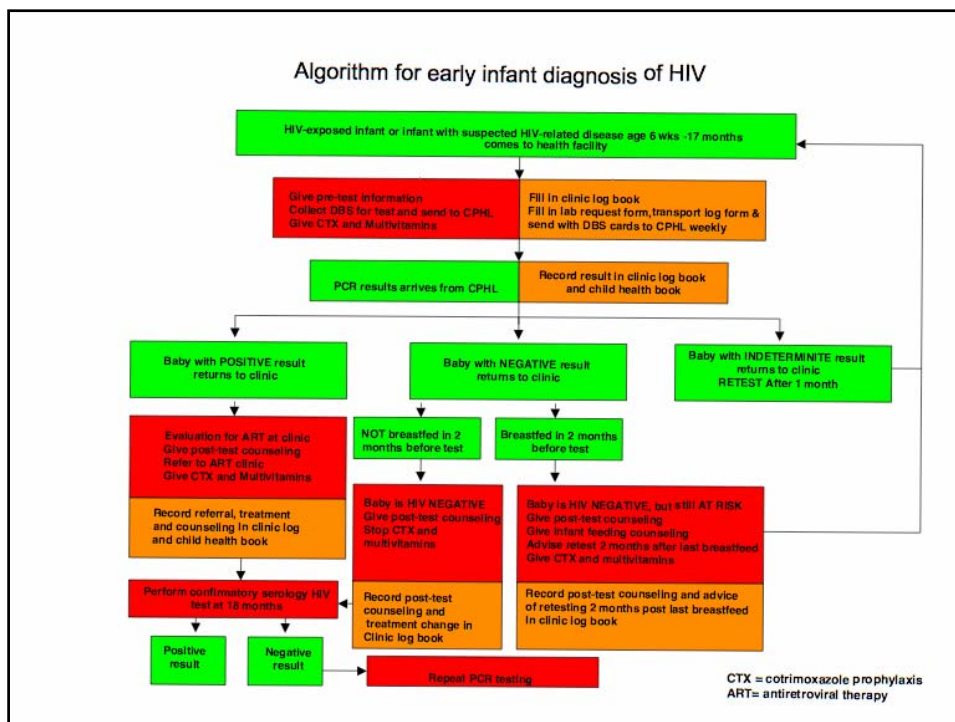 Algorithm for early infant diagnosis of HIV
HIV-exposed infant or infant with suspected HIV-related disease age 6 wks -17 months
comes to health facility
Give pre-test information
Collect DBS for test and send to CPHL
Give CTX and Multivitamins
Fill in clinic log book
Fill in lab request form,transport log form &
send with DBS cards to CPHL weekly
PCR results arrives from CPHL
Record result in clinic log book
and child health book
Baby with POSITIVE result
returns to clinic
Baby with NEGATIVE result
returns to clinic
Baby with INDETERMINITE result
returns to clinic
RETEST After 1 month
Evaluation for ART at clinic
Give post-test counseling
Refer to ART clinic
Give CTX and Multivitamins
Record referral, treatment
and counseling In clinic log
and child health book
NOT breastfed in 2
months before test
Breastfed in 2 months
before test
Baby is HIV NEGATIVE
Give post-test counseling
Stop CTX and
multivitamins
Record post-test
counseling and
treatment change in
Clinic log book
Baby is HIV NEGATIVE, but still AT RISK
Give post-test counseling
Give infant feeding counseling
Advise retest 2 months after last breastfeed
Give CTX and multivitamins
Record post-test counseling and advice
of retesting 2 months post last breastfeed
In clinic log book
Perform confirmatory serology HIV
test at 18 months
Positive
result
Negative
result
Repeat PCR testing
CTX = cotrimoxazole prophylaxis
ART= antiretroviral therapy